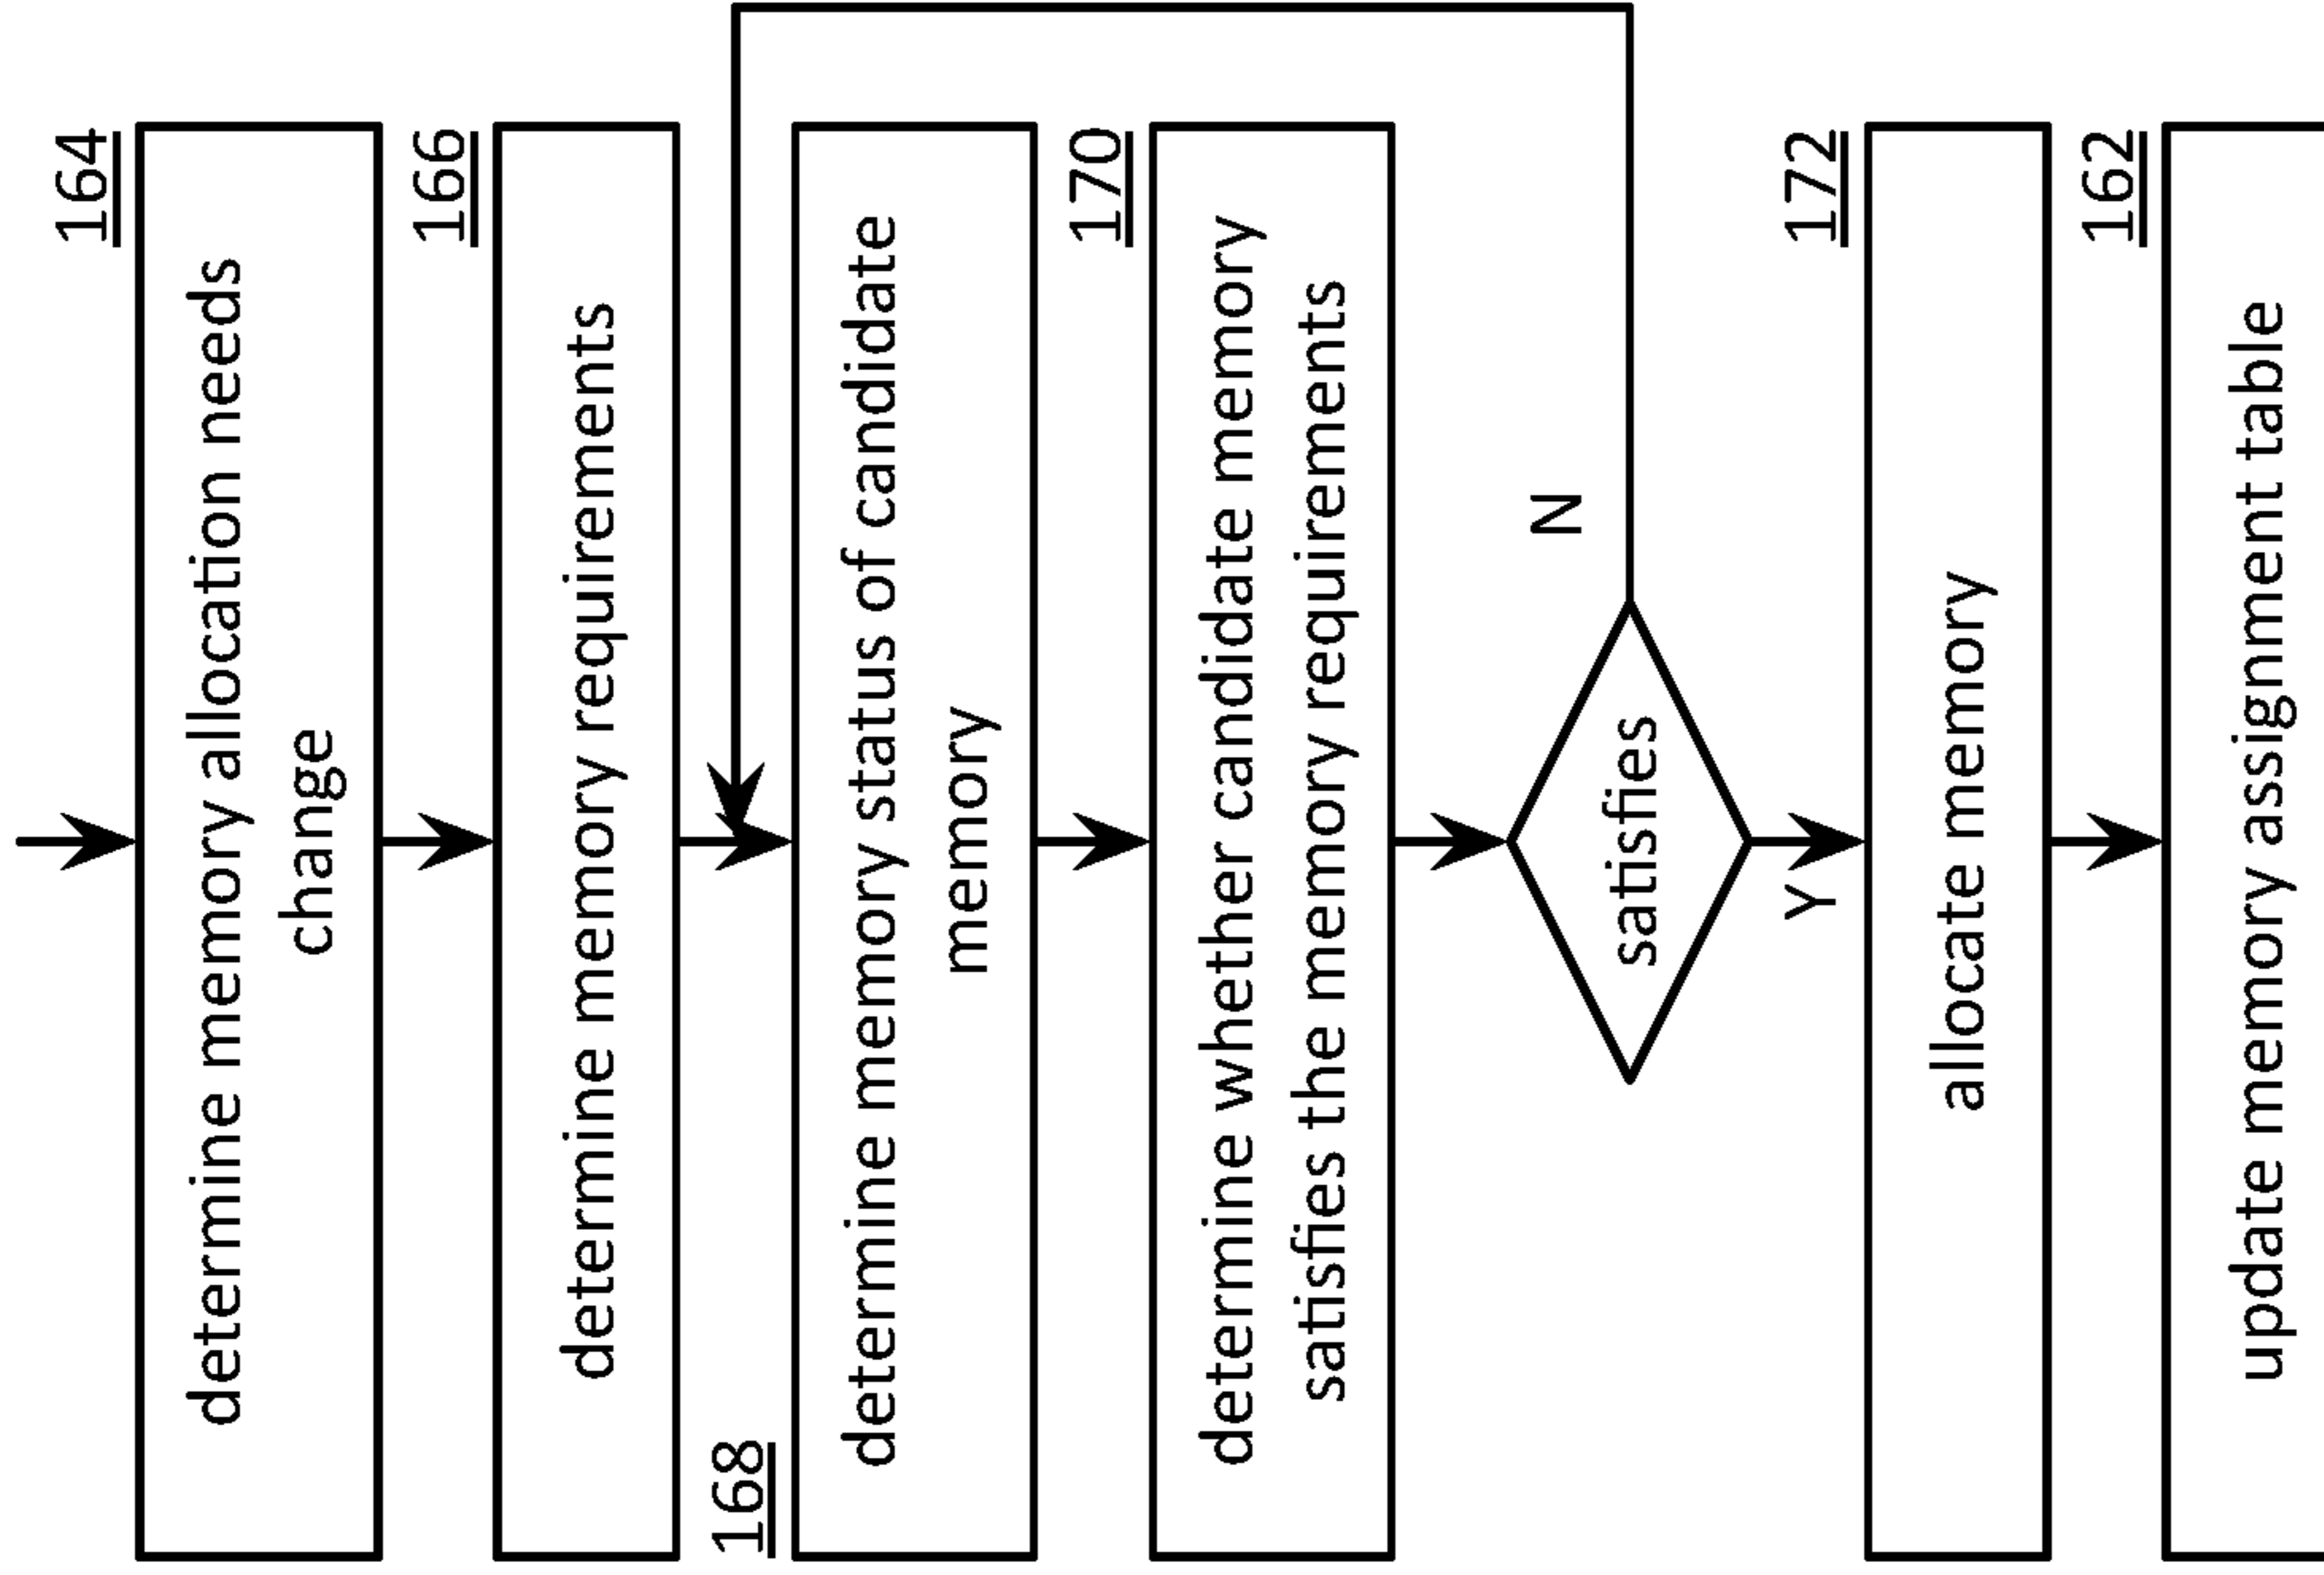 164
determine memory allocation needs
change
166
determine memory requirements
168
determine memory status of candidate
memory
170
determine whether candidate memory
satisfies the memory requirements
satisfies
N
Y
172
allocate memory
162
update memory assignment table